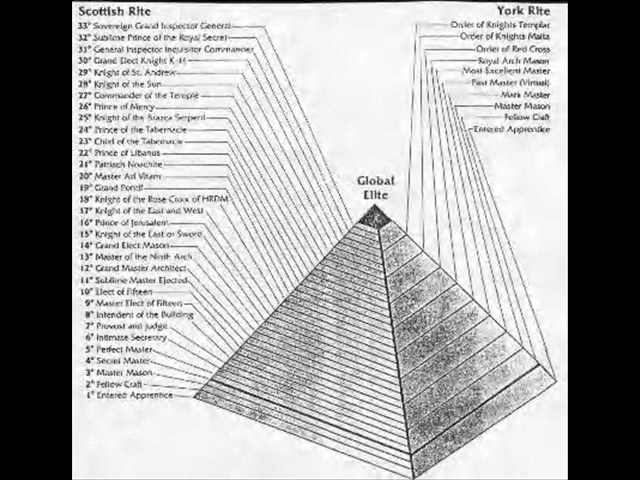 Scottish Rite
33° Sovereign Grand Inspector General
32° Sublime Prince of the Royal Secret
31° General Inspector Inquisitor Commander
30° Grand Elect Knight K-H
29° Knight of St. Andrew
28° Knight of the Sun
27° Commander of the Temple
26° Prince of Mercy
25° Knight of the Brazen Serpent
24° Prince of the Tabernacle
23° Chief of the Tabernacle
22° Prince of Libanus
21° Patriach Noachite
20° Master Ad Vitam
19° Grand Pontif
18° Knight of the Rose Croix of HRDM
17° Knight of the East and West
16° Prince of Jerusalem
15° Knight of the East or Sword
14° Grand Elect Mason
13° Master of the Ninth Arch
12° Grand Master Architect
11° Sublime Master Ejected
10° Elect of Fifteen
9° Master Elect of Fifteen
8° Intendent of the Building
7° Provost and Judge
6° Intimate Secretary
5° Perfect Master
4° Secret Master
3° Master Mason
2° Fellow Craft
1° Entered Apprentice
York Rite
Order of Knights Templar
Order of Knights Malta
Order of Red Cross
Royal Arch Mason
Most Excellent Master
Past Master (Virtual)
Mark Master
Master Mason
Fellow Craft
Entered Apprentice
Global
Elite